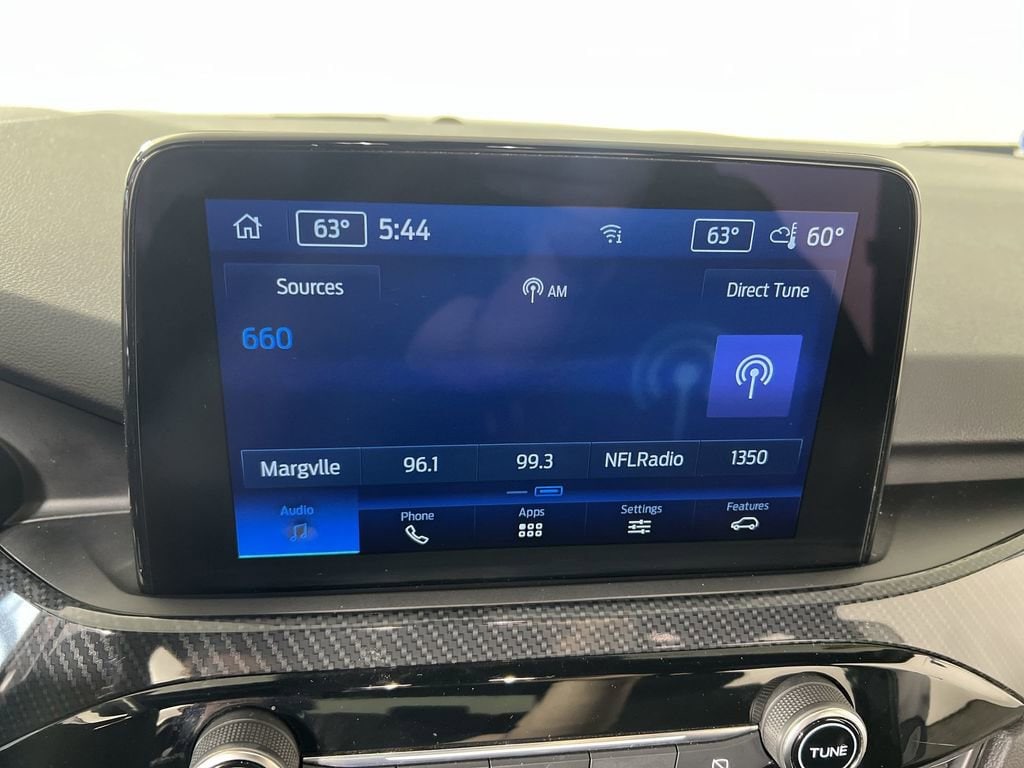 63° 5:44 63° 60°
Sources AM Direct Tune
660
Margvlle 96.1 99.3 NFLRadio 1350
Audio Phone Apps Settings Features
TUNE